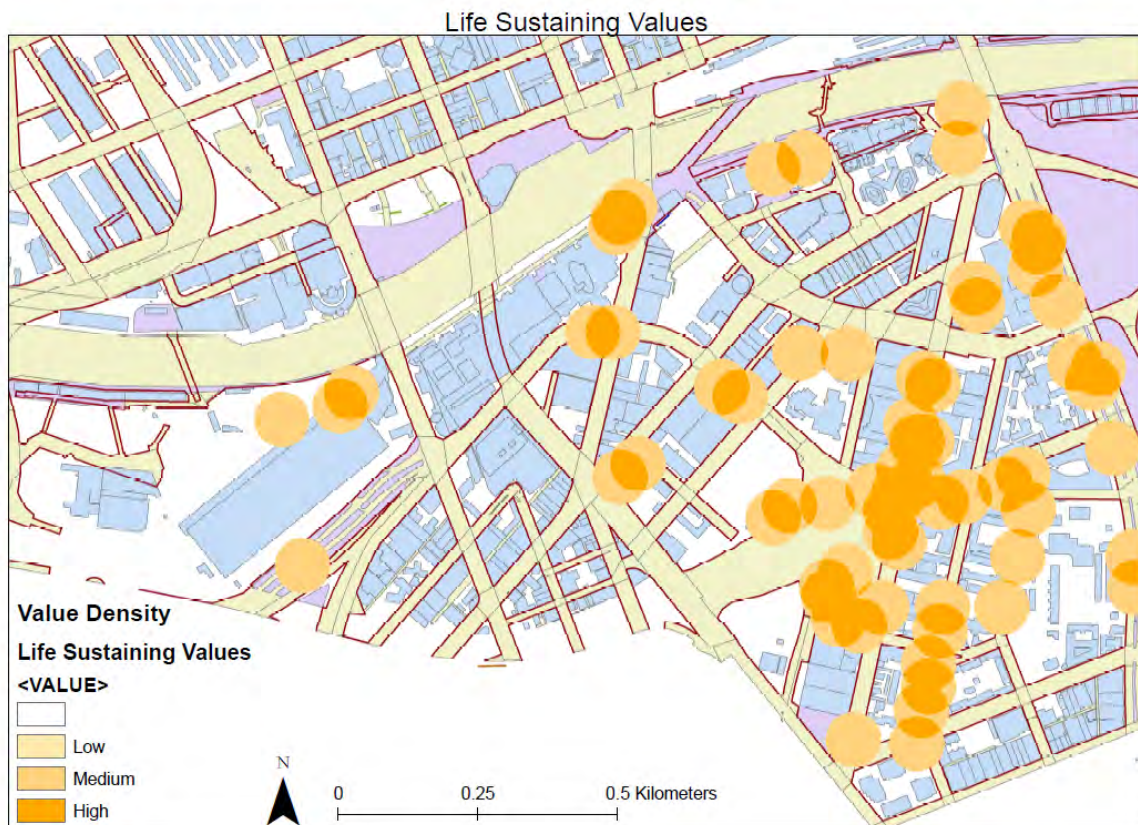 Life Sustaining Values
Value Density
Life Sustaining Values
<VALUE>
Low
Medium
High
N
0 0.25 0.5 Kilometers